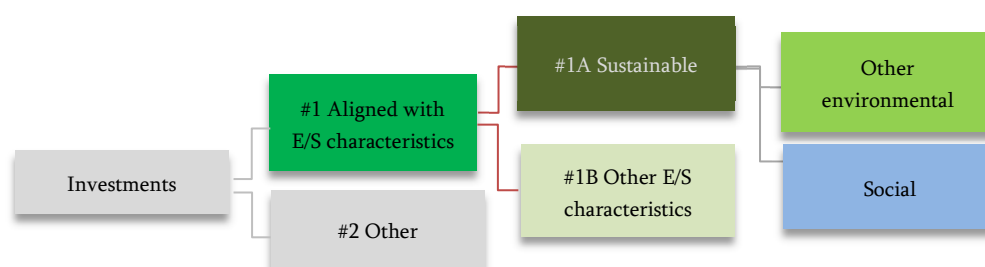 Investments
#1 Aligned with
E/S characteristics
#2 Other
#1A Sustainable
#1B Other E/S
characteristics
Other
environmental
Social